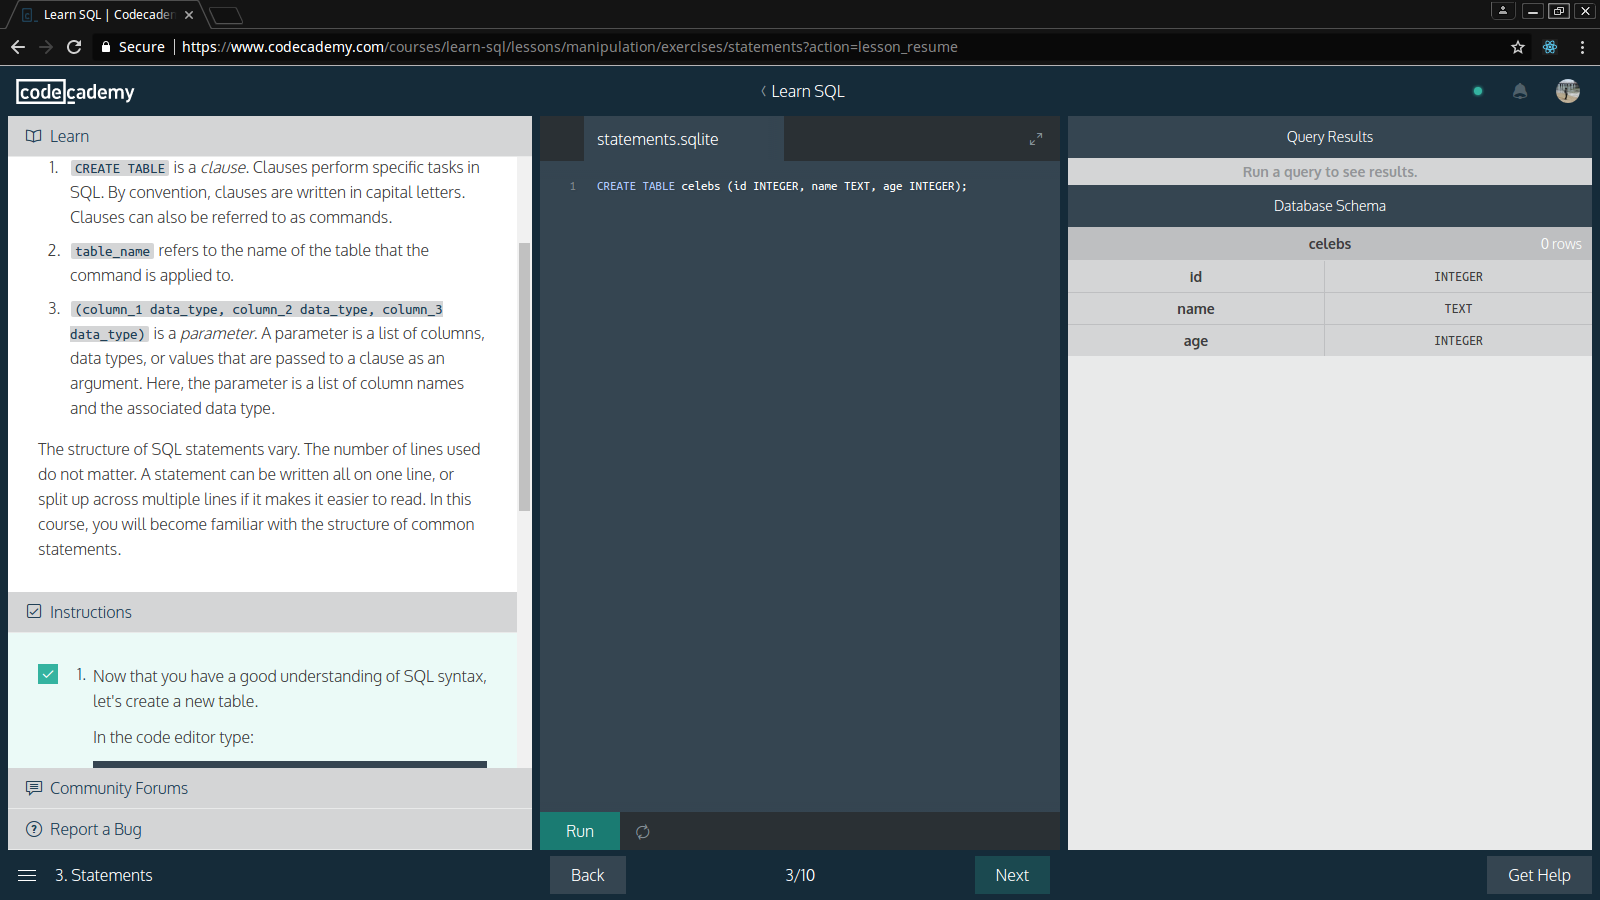 Learn SQL | Codecaden
Secure
https://www.codecademy.com/courses/learn-sql/lessons/manipulation/exercises/statements?action=lesson_resume
codecademy
Learn SQL
Learn
1. CREATE TABLE is a clause. Clauses perform specific tasks in
SQL. By convention, clauses are written in capital letters.
Clauses can also be referred to as commands.
2. table_name refers to the name of the table that the
command is applied to.
3. (column_1 data_type, column_2 data_type, column_3
data_type) is a parameter. A parameter is a list of columns,
data types, or values that are passed to a clause as an
argument. Here, the parameter is a list of column names
and the associated data type.
The structure of SQL statements vary. The number of lines used
do not matter. A statement can be written all on one line, or
split up across multiple lines if it makes it easier to read. In this
course, you will become familiar with the structure of common
statements.
Instructions
1. Now that you have a good understanding of SQL syntax,
let's create a new table.
In the code editor type:
Community Forums
Report a Bug
statements.sqlite
1 CREATE TABLE celebs (id INTEGER, name TEXT, age INTEGER);
Run
Query Results
Run a query to see results.
Database Schema
celebs 0 rows
id INTEGER
name TEXT
age INTEGER
3. Statements
Back
3/10
Next
Get Help